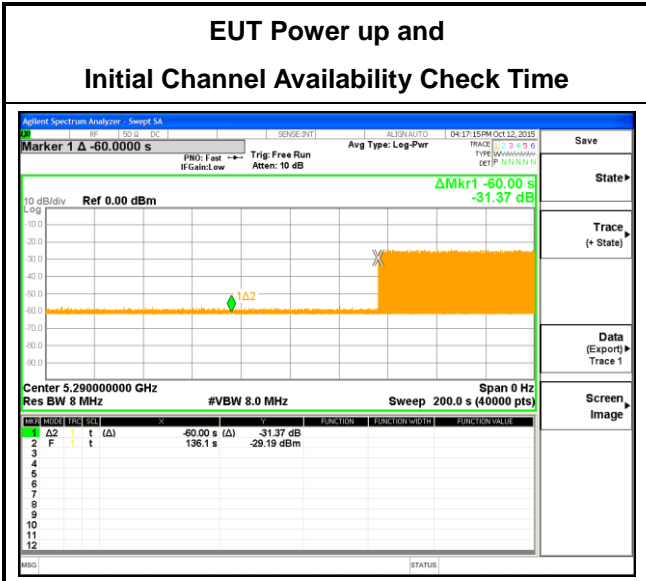 EUT Power up and
Initial Channel Availability Check Time
Agilent Spectrum Analyzer - Swept SA
RF 50 Ω DC SENSE:INT ALIGN AUTO 04:17:15 PM Oct 12, 2015
Marker 1 Δ -60.0000 s
PNO: Fast Trig: Free Run Avg Type: Log-Pwr TRACE 1 2 3 4 5 6
TYPE WWWWWW
IFGain:Low Atten: 10 dB DET P N N N N N
ΔMkr1 -60.00 s
-31.37 dB
10 dB/div Ref 0.00 dBm
Log
-10.0
-20.0
-30.0
-40.0
-50.0
1Δ2
-60.0
-70.0
-80.0
-90.0
Center 5.290000000 GHz Span 0 Hz
Res BW 8 MHz #VBW 8.0 MHz Sweep 200.0 s (40000 pts)
MKR MODE TRC SCL X Y FUNCTION FUNCTION WIDTH FUNCTION VALUE
1 Δ2 1 t (Δ) -60.00 s (Δ) -31.37 dB
2 F 1 t 136.1 s -29.19 dBm
3
4
5
6
7
8
9
10
11
12
MSG STATUS
Save
State
Trace
(+ State)
Data
(Export)
Trace 1
Screen
Image